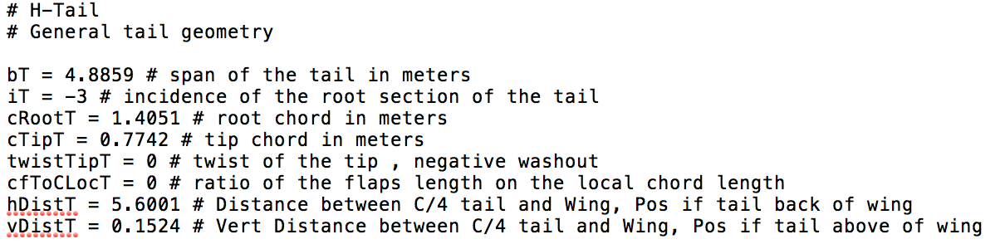 # H-Tail
# General tail geometry
bT = 4.8859 # span of the tail in meters
iT = -3 # incidence of the root section of the tail
cRootT = 1.4051 # root chord in meters
cTipT = 0.7742 # tip chord in meters
twistTipT = 0 # twist of the tip , negative washout
cfToCLocT = 0 # ratio of the flaps length on the local chord length
hDistT = 5.6001 # Distance between C/4 tail and Wing, Pos if tail back of wing
vDistT = 0.1524 # Vert Distance between C/4 tail and Wing, Pos if tail above of wing